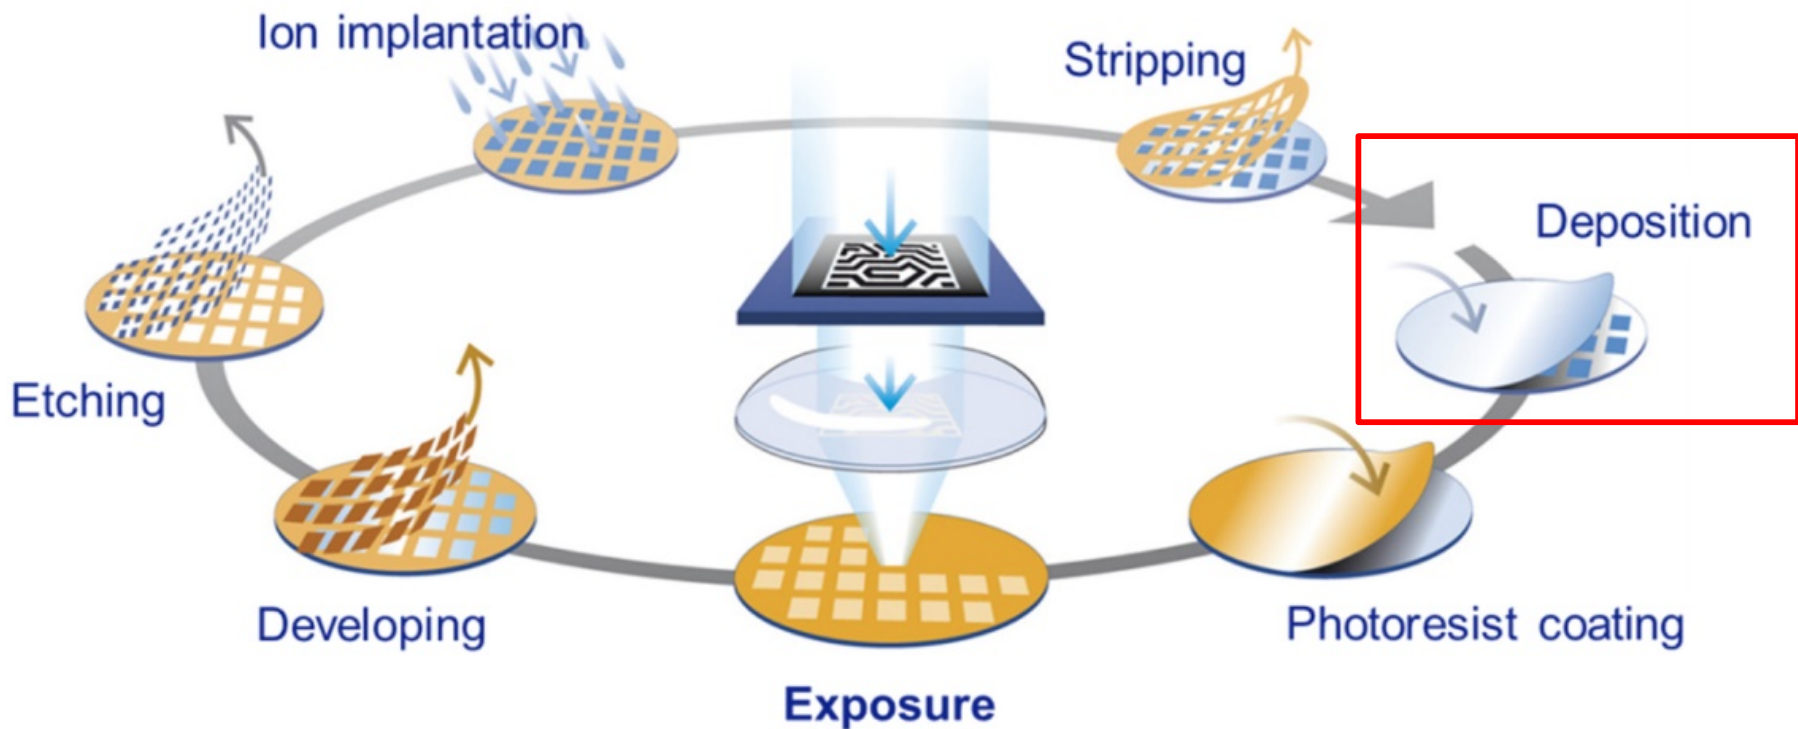 Ion implantation
Stripping
Deposition
Etching
Developing
Photoresist coating
Exposure